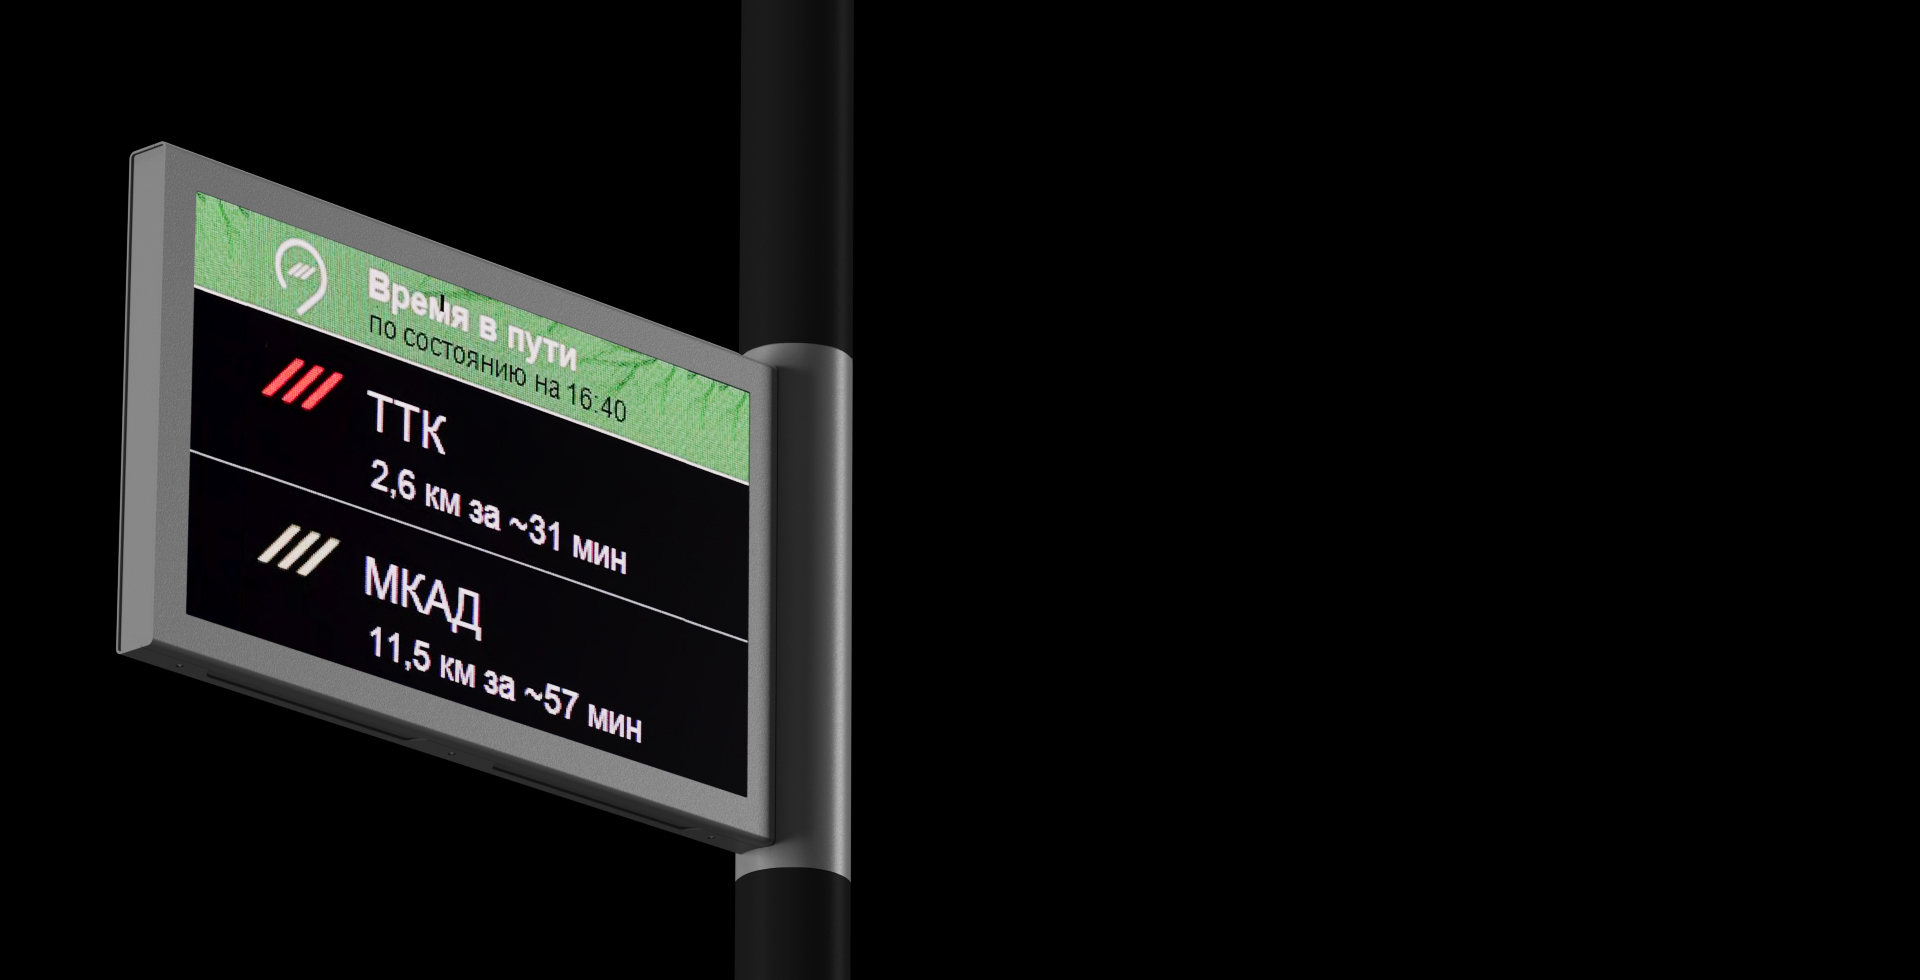 Время в пути
по состоянию на 16:40
ТТК
2,6 км за ~31 мин
МКАД
11,5 км за ~57 мин